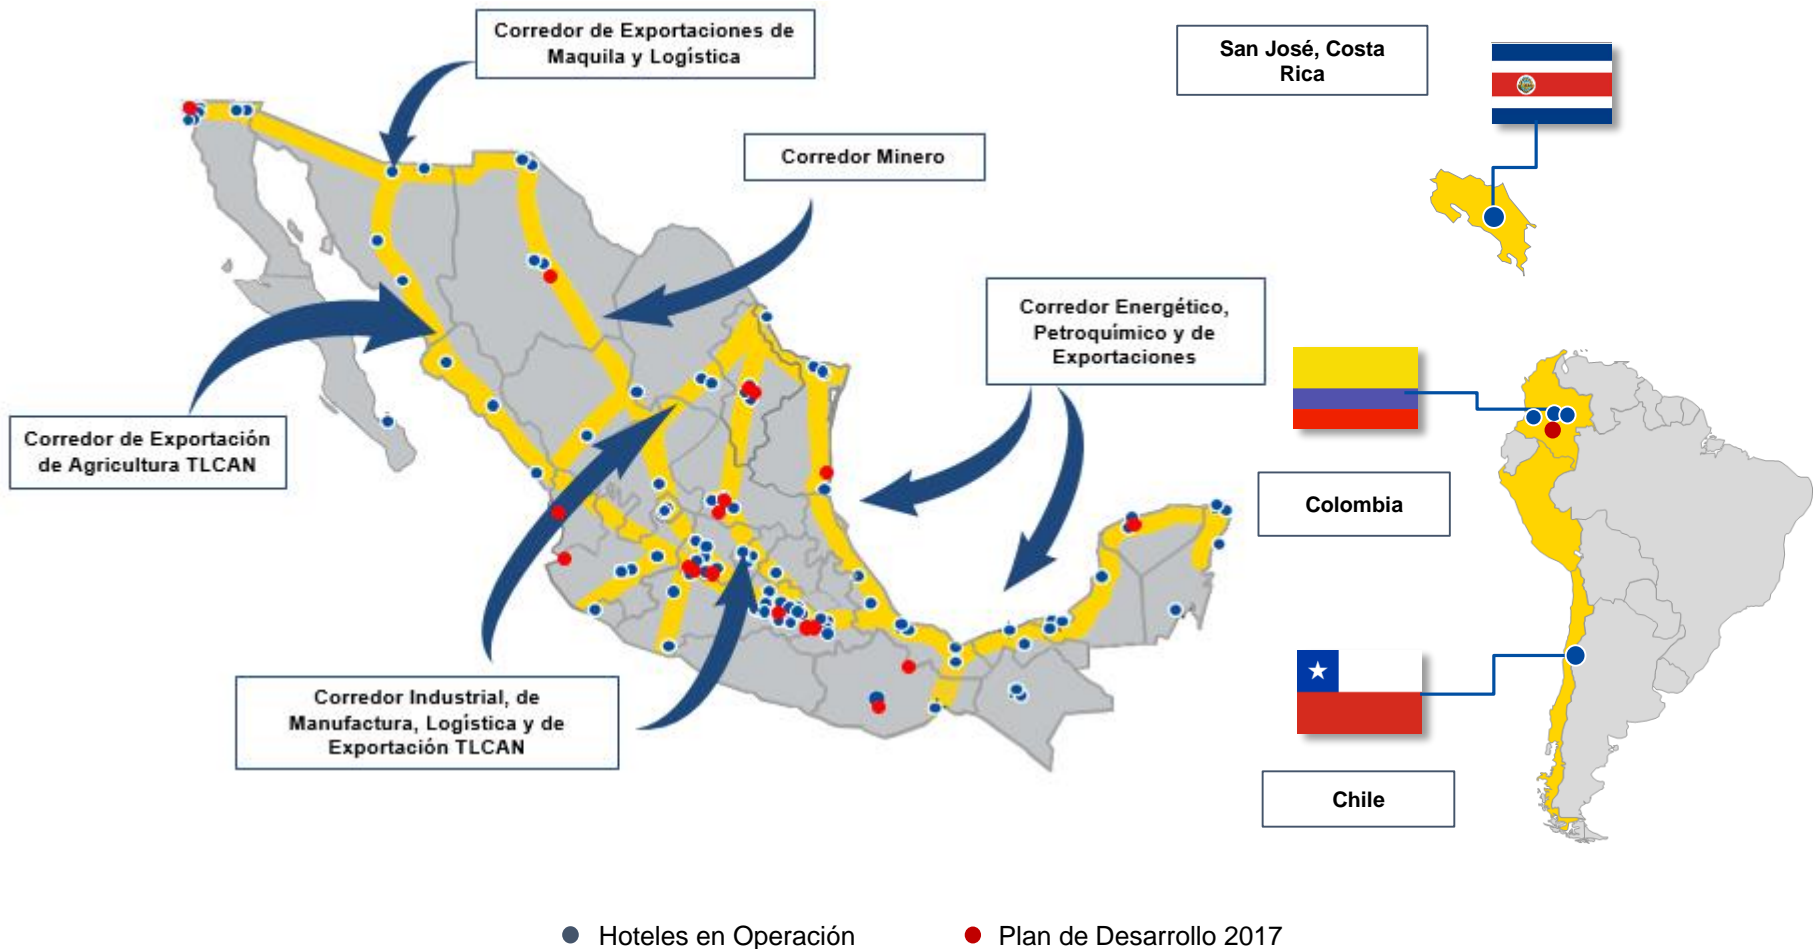 Corredor de Exportaciones de
Maquila y Logística
San José, Costa
Rica
Corredor Minero
Corredor Energético,
Petroquímico y de
Exportaciones
Corredor de Exportación
de Agricultura TLCAN
Colombia
Corredor Industrial, de
Manufactura, Logística y de
Exportación TLCAN
Chile
Hoteles en Operación
Plan de Desarrollo 2017